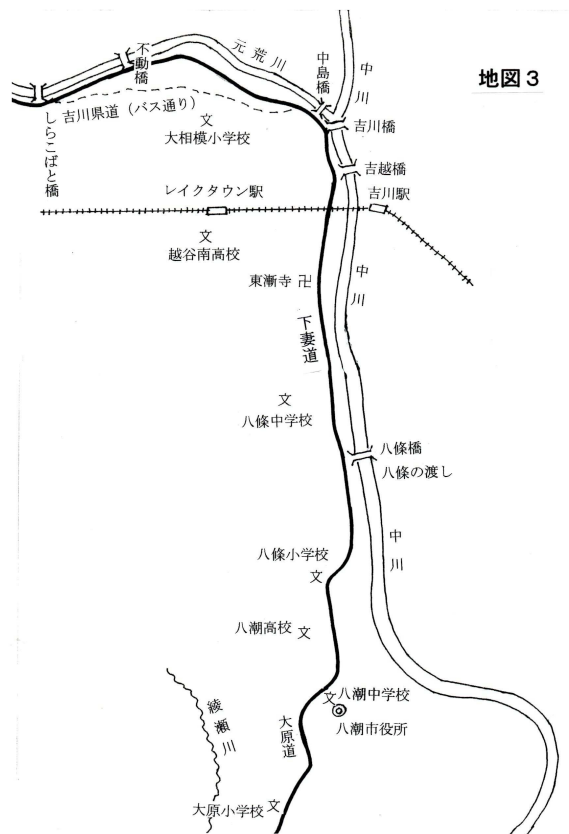 地図３
不動橋
元荒川
中島橋
中川
吉川県道（バス通り）
しらこばと橋
文
大相模小学校
吉川橋
吉越橋
レイクタウン駅
吉川駅
文
越谷南高校
中川
東漸寺 卍
下妻道
文
八條中学校
八條橋
八條の渡し
中川
八條小学校
文
八潮高校 文
文 八潮中学校
八潮市役所
綾瀬川
大原道
大原小学校 文